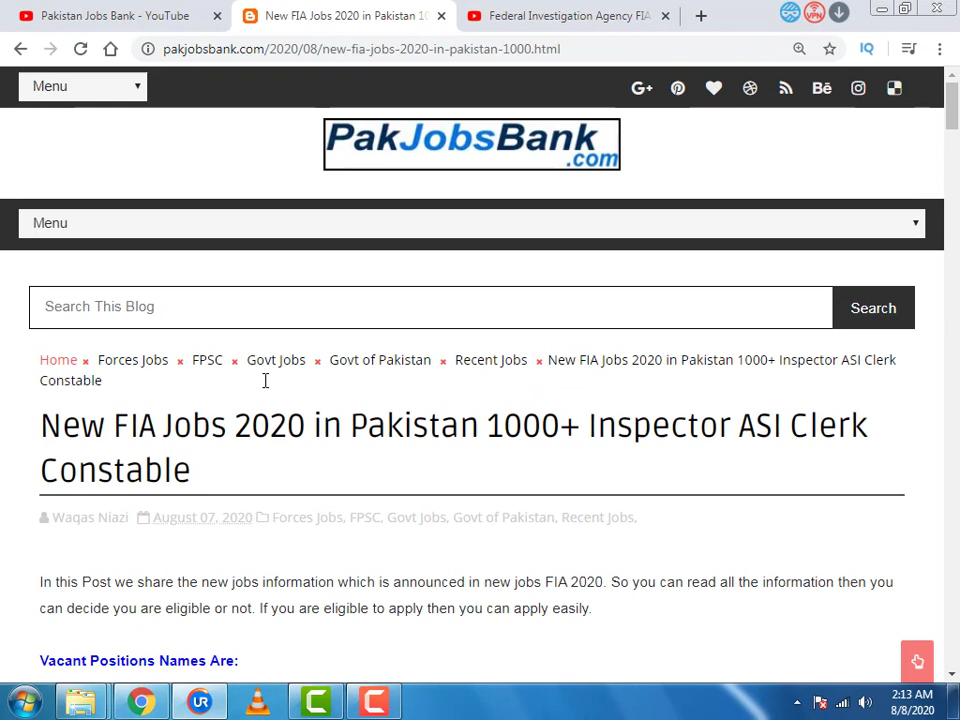 Pakistan Jobs Bank - YouTube
New FIA Jobs 2020 in Pakistan 10
Federal Investigation Agency FIA
pakjobsbank.com/2020/08/new-fia-jobs-2020-in-pakistan-1000.html
IQ
VPN
Menu
G+
Bē
PakJobsBank
.com
Menu
Search This Blog
Search
Home × Forces Jobs × FPSC × Govt Jobs × Govt of Pakistan × Recent Jobs × New FIA Jobs 2020 in Pakistan 1000+ Inspector ASI Clerk
Constable
New FIA Jobs 2020 in Pakistan 1000+ Inspector ASI Clerk
Constable
Waqas Niazi August 07, 2020 Forces Jobs, FPSC, Govt Jobs, Govt of Pakistan, Recent Jobs,
In this Post we share the new jobs information which is announced in new jobs FIA 2020. So you can read all the information then you
can decide you are eligible or not. If you are eligible to apply then you can apply easily.
Vacant Positions Names Are:
UR
2:13 AM
8/8/2020